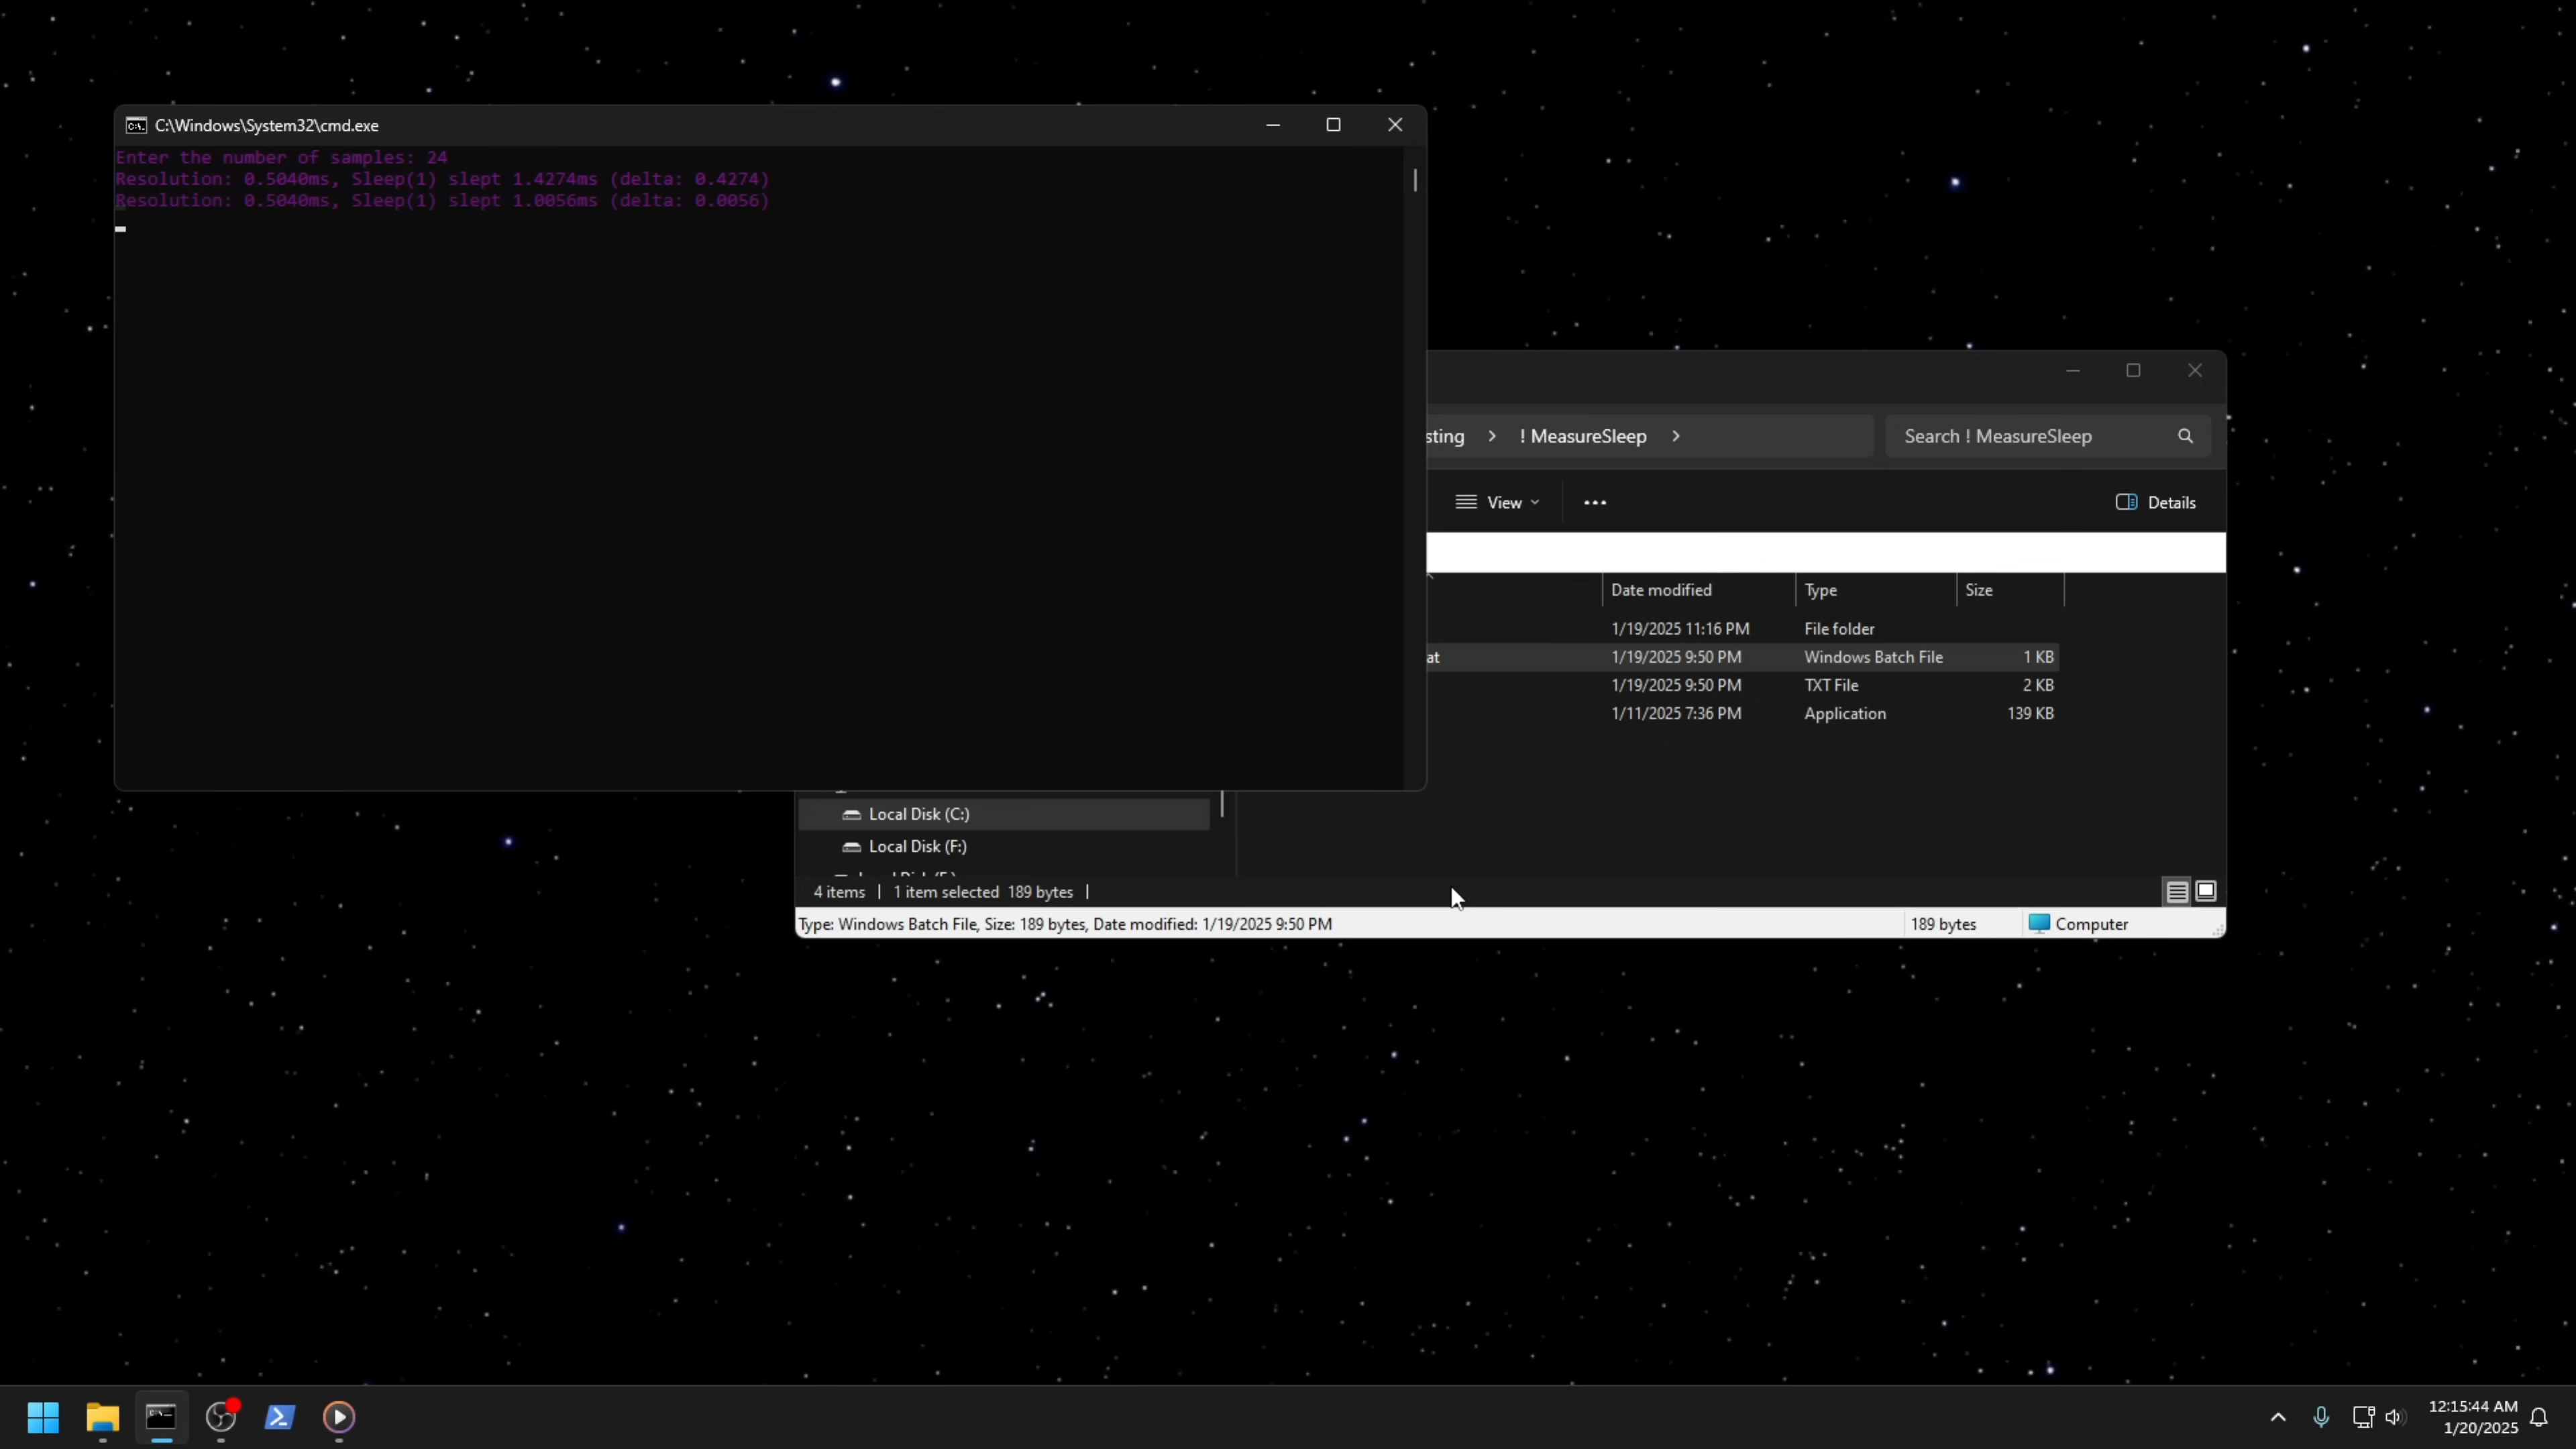 C:\Windows\System32\cmd.exe
Enter the number of samples: 24
Resolution: 0.5040ms, Sleep(1) slept 1.4274ms (delta: 0.4274)
Resolution: 0.5040ms, Sleep(1) slept 1.0056ms (delta: 0.0056)
sting > ! MeasureSleep >
Search ! MeasureSleep
View
Details
Date modified Type Size
1/19/2025 11:16 PM File folder
at 1/19/2025 9:50 PM Windows Batch File 1 KB
1/19/2025 9:50 PM TXT File 2 KB
1/11/2025 7:36 PM Application 139 KB
Local Disk (C:)
Local Disk (F:)
4 items | 1 item selected 189 bytes |
Type: Windows Batch File, Size: 189 bytes, Date modified: 1/19/2025 9:50 PM
189 bytes
Computer
12:15:44 AM
1/20/2025